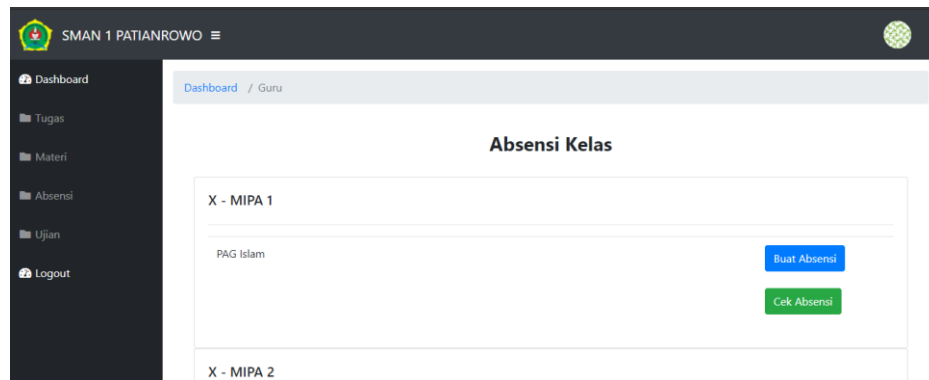 SMAN 1 PATIANROWO
Dashboard
Tugas
Materi
Absensi
Ujian
Logout
Dashboard / Guru
Absensi Kelas
X - MIPA 1
PAG Islam
Buat Absensi
Cek Absensi
X - MIPA 2